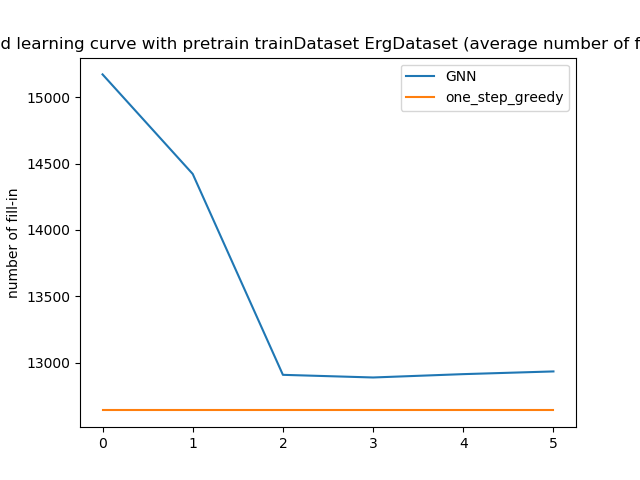 d learning curve with pretrain trainDataset ErgDataset (average number of f
GNN
one_step_greedy
number of fill-in
15000
14500
14000
13500
13000
0 1 2 3 4 5